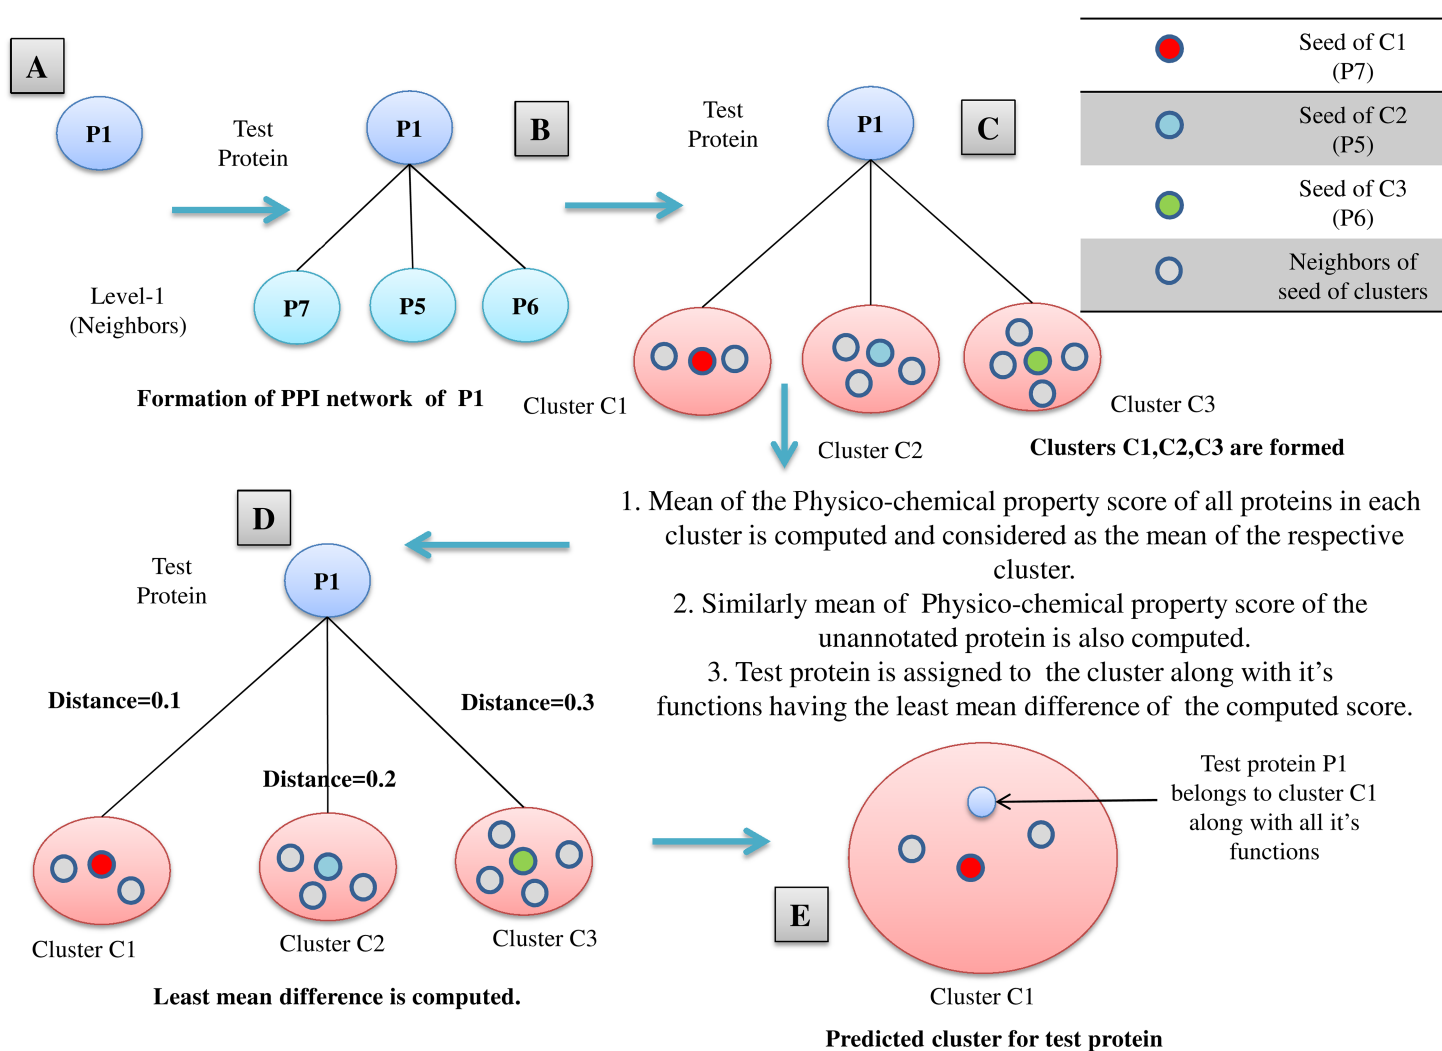 A
P1
Test
Protein
P1
Level-1
(Neighbors)
P7
P5
P6
Formation of PPI network of P1
B
Test
Protein
P1
C
Cluster C1
Cluster C2
Cluster C3
Clusters C1,C2,C3 are formed
Seed of C1
(P7)
Seed of C2
(P5)
Seed of C3
(P6)
Neighbors of
seed of clusters
1. Mean of the Physico-chemical property score of all proteins in each
cluster is computed and considered as the mean of the respective
cluster.
2. Similarly mean of Physico-chemical property score of the
unannotated protein is also computed.
3. Test protein is assigned to the cluster along with it's
functions having the least mean difference of the computed score.
D
Test
Protein
P1
Distance=0.1
Distance=0.3
Distance=0.2
Cluster C1
Cluster C2
Cluster C3
Least mean difference is computed.
Test protein P1
belongs to cluster C1
along with all it's
functions
E
Cluster C1
Predicted cluster for test protein